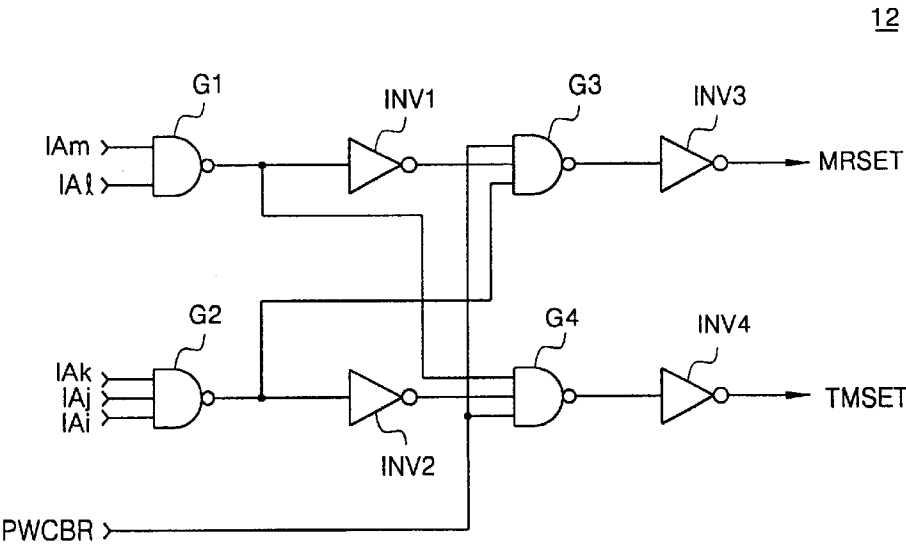 12
G1
INV1
G3
INV3
IAm
IAℓ
MRSET
G2
G4
INV4
IAk
IAj
IAi
TMSET
INV2
PWCBR